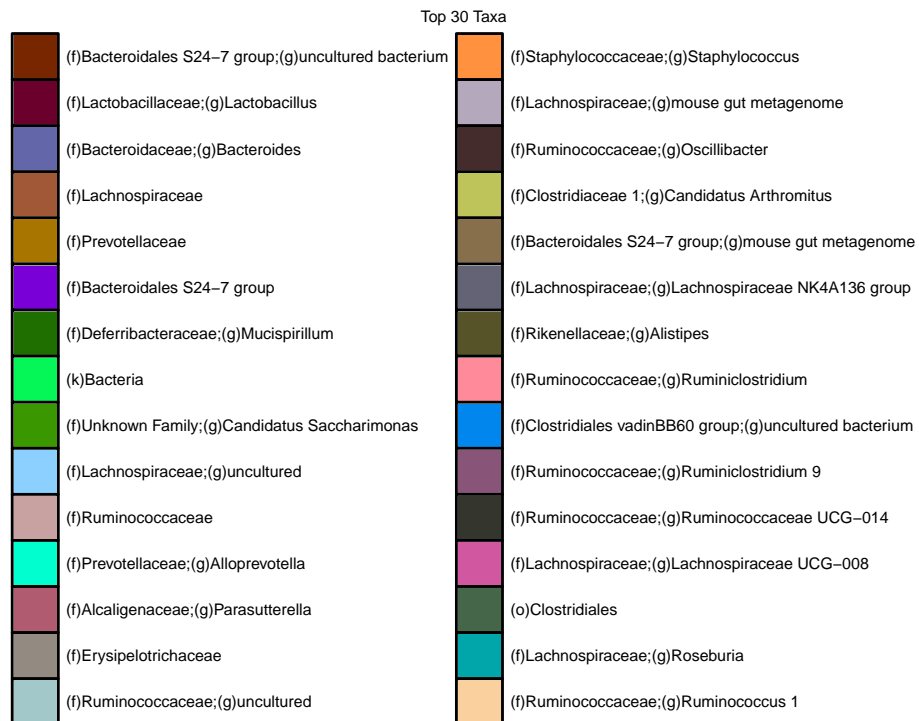 Top 30 Taxa
(f)Bacteroidales S24−7 group;(g)uncultured bacterium
(f)Lactobacillaceae;(g)Lactobacillus
(f)Bacteroidaceae;(g)Bacteroides
(f)Lachnospiraceae
(f)Prevotellaceae
(f)Bacteroidales S24−7 group
(f)Deferribacteraceae;(g)Mucispirillum
(k)Bacteria
(f)Unknown Family;(g)Candidatus Saccharimonas
(f)Lachnospiraceae;(g)uncultured
(f)Ruminococcaceae
(f)Prevotellaceae;(g)Alloprevotella
(f)Alcaligenaceae;(g)Parasutterella
(f)Erysipelotrichaceae
(f)Ruminococcaceae;(g)uncultured
(f)Staphylococcaceae;(g)Staphylococcus
(f)Lachnospiraceae;(g)mouse gut metagenome
(f)Ruminococcaceae;(g)Oscillibacter
(f)Clostridiaceae 1;(g)Candidatus Arthromitus
(f)Bacteroidales S24−7 group;(g)mouse gut metagenome
(f)Lachnospiraceae;(g)Lachnospiraceae NK4A136 group
(f)Rikenellaceae;(g)Alistipes
(f)Ruminococcaceae;(g)Ruminiclostridium
(f)Clostridiales vadinBB60 group;(g)uncultured bacterium
(f)Ruminococcaceae;(g)Ruminiclostridium 9
(f)Ruminococcaceae;(g)Ruminococcaceae UCG−014
(f)Lachnospiraceae;(g)Lachnospiraceae UCG−008
(o)Clostridiales
(f)Lachnospiraceae;(g)Roseburia
(f)Ruminococcaceae;(g)Ruminococcus 1